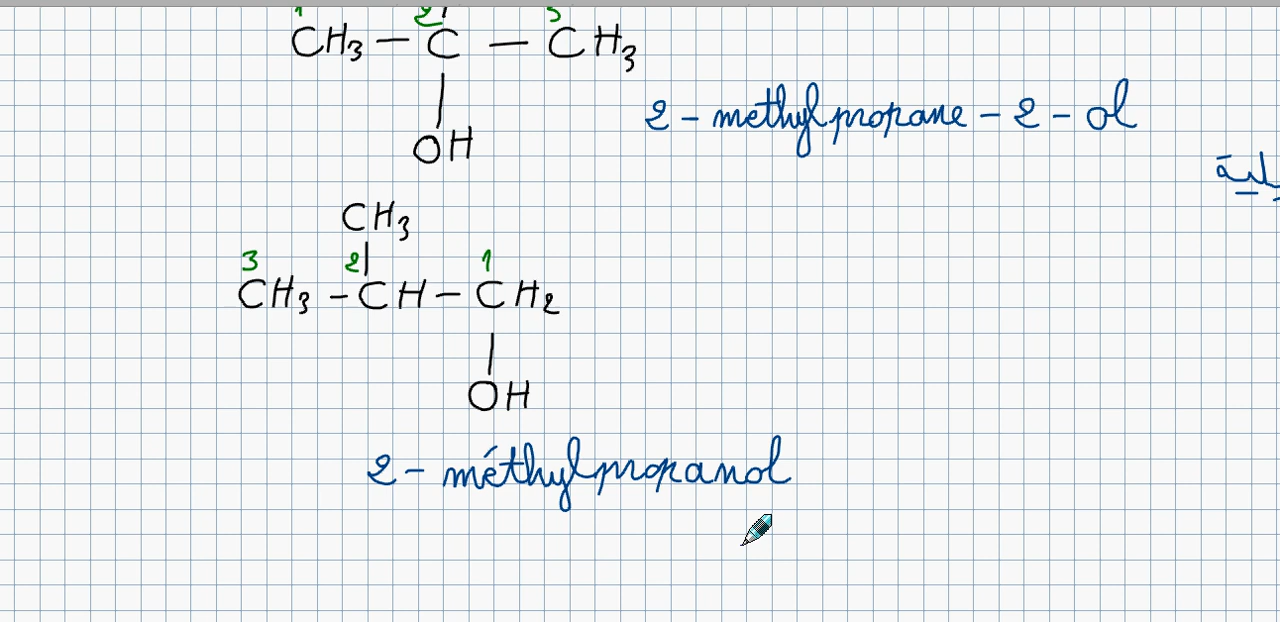 1 2 3
CH3 – C – CH3
OH
2 - methylpropane - 2 - ol
CH3
3 2 1
CH3 – CH – CH2
OH
2 - méthylpropanol